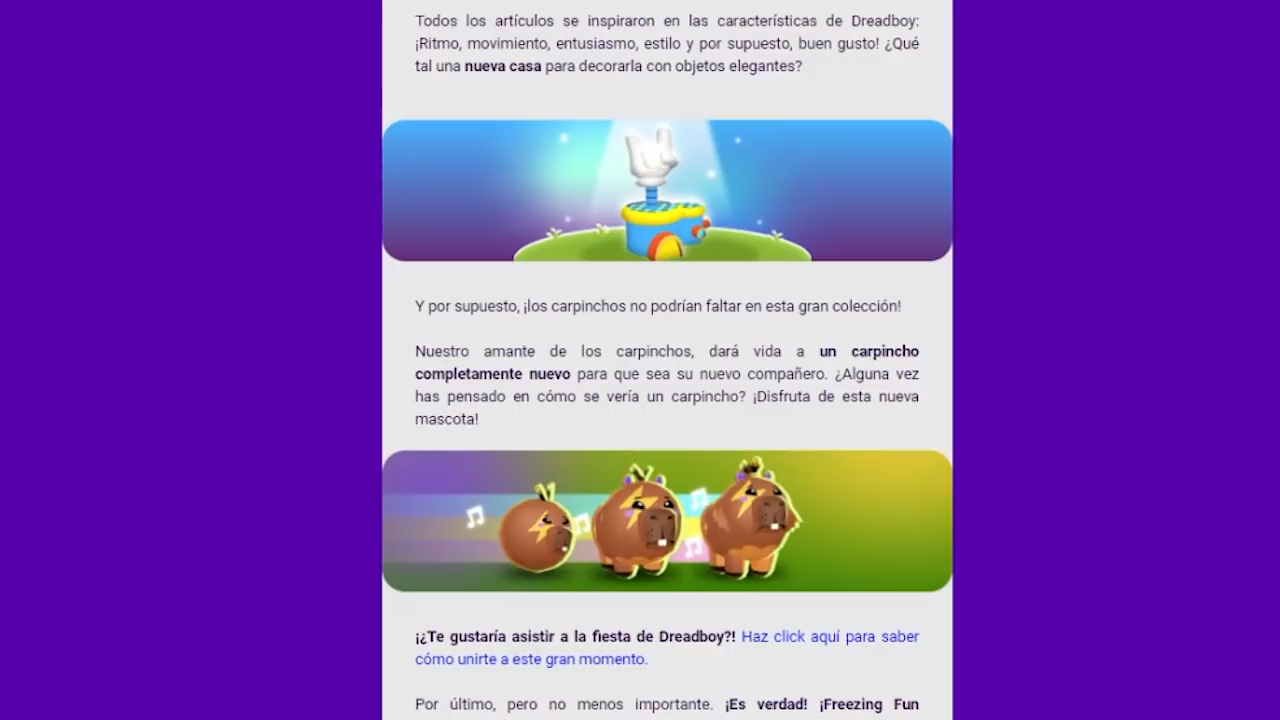 Todos los artículos se inspiraron en las características de Dreadboy:
¡Ritmo, movimiento, entusiasmo, estilo y por supuesto, buen gusto! ¿Qué
tal una nueva casa para decorarla con objetos elegantes?
Y por supuesto, ¡los carpinchos no podrían faltar en esta gran colección!
Nuestro amante de los carpinchos, dará vida a un carpincho
completamente nuevo para que sea su nuevo compañero. ¿Alguna vez
has pensado en cómo se vería un carpincho? ¡Disfruta de esta nueva
mascota!
¡¿Te gustaría asistir a la fiesta de Dreadboy?! Haz click aquí para saber
cómo unirte a este gran momento.
Por último, pero no menos importante. ¡Es verdad! ¡Freezing Fun